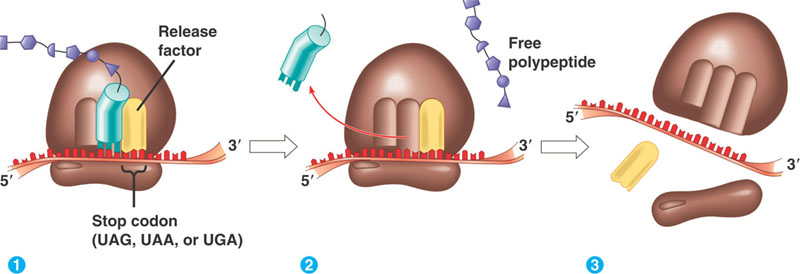 Release
factor
3′
5′
Stop codon
(UAG, UAA, or UGA)
1
Free
polypeptide
3′
5′
2
5′
3′
3